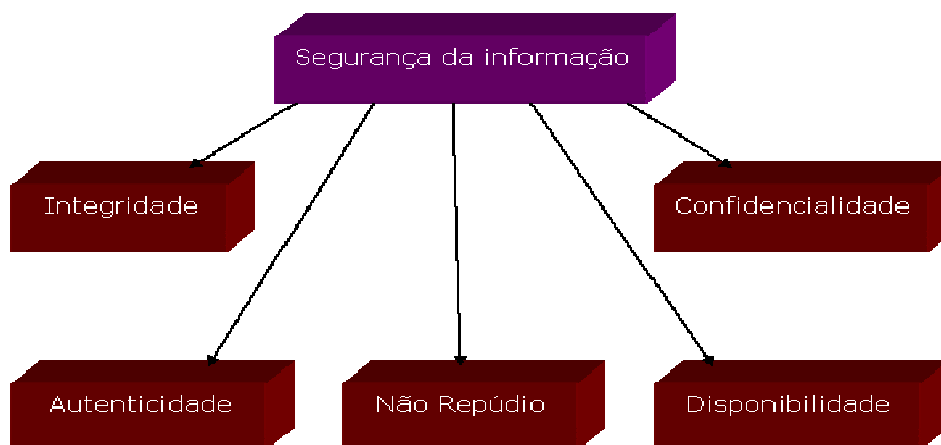 Segurança da informação
Integridade
Confidencialidade
Autenticidade
Não Repúdio
Disponibilidade